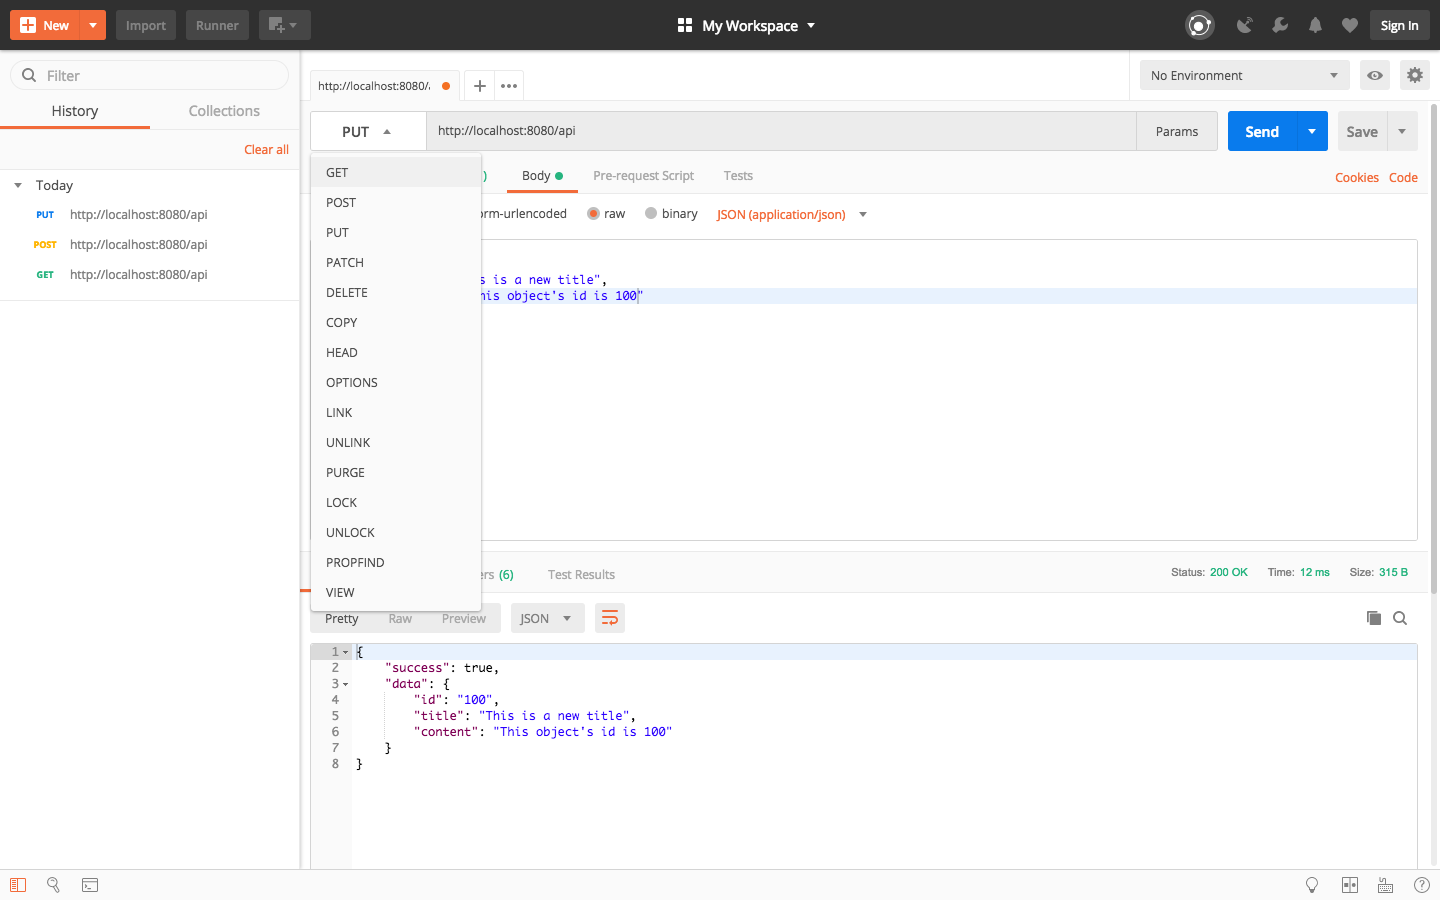 New Import Runner My Workspace Sign In
Filter
History Collections
Clear all
Today
PUT http://localhost:8080/api
POST http://localhost:8080/api
GET http://localhost:8080/api
http://localhost:8080/ No Environment
PUT http://localhost:8080/api Params Send Save
) Body Pre-request Script Tests Cookies Code
orm-urlencoded raw binary JSON (application/json)
s is a new title",
his object's id is 100"
GET
POST
PUT
PATCH
DELETE
COPY
HEAD
OPTIONS
LINK
UNLINK
PURGE
LOCK
UNLOCK
PROPFIND
VIEW
ers (6) Test Results Status: 200 OK Time: 12 ms Size: 315 B
Pretty Raw Preview JSON
1 {
2 "success": true,
3 "data": {
4 "id": "100",
5 "title": "This is a new title",
6 "content": "This object's id is 100"
7 }
8 }